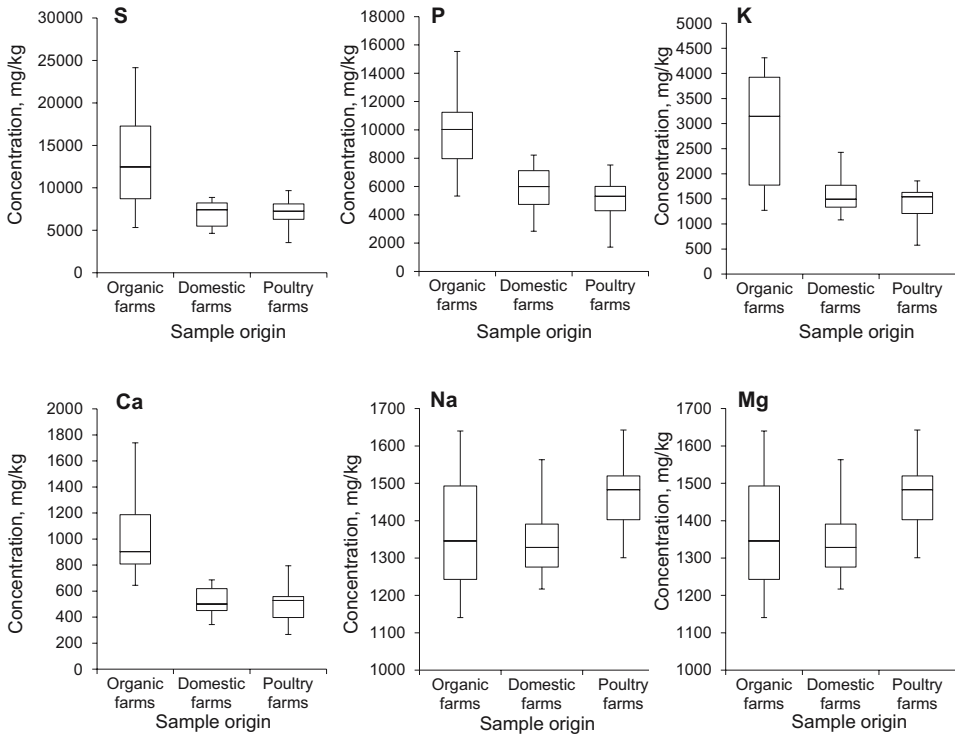 S
Concentration, mg/kg
30000
25000
20000
15000
10000
5000
0
Organic farms
Domestic farms
Poultry farms
Sample origin
P
Concentration, mg/kg
18000
16000
14000
12000
10000
8000
6000
4000
2000
0
Organic farms
Domestic farms
Poultry farms
Sample origin
K
Concentration, mg/kg
5000
4500
4000
3500
3000
2500
2000
1500
1000
500
0
Organic farms
Domestic farms
Poultry farms
Sample origin
Ca
Concentration, mg/kg
2000
1800
1600
1400
1200
1000
800
600
400
200
0
Organic farms
Domestic farms
Poultry farms
Sample origin
Na
Concentration, mg/kg
1700
1600
1500
1400
1300
1200
1100
1000
Organic farms
Domestic farms
Poultry farms
Sample origin
Mg
Concentration, mg/kg
1700
1600
1500
1400
1300
1200
1100
1000
Organic farms
Domestic farms
Poultry farms
Sample origin